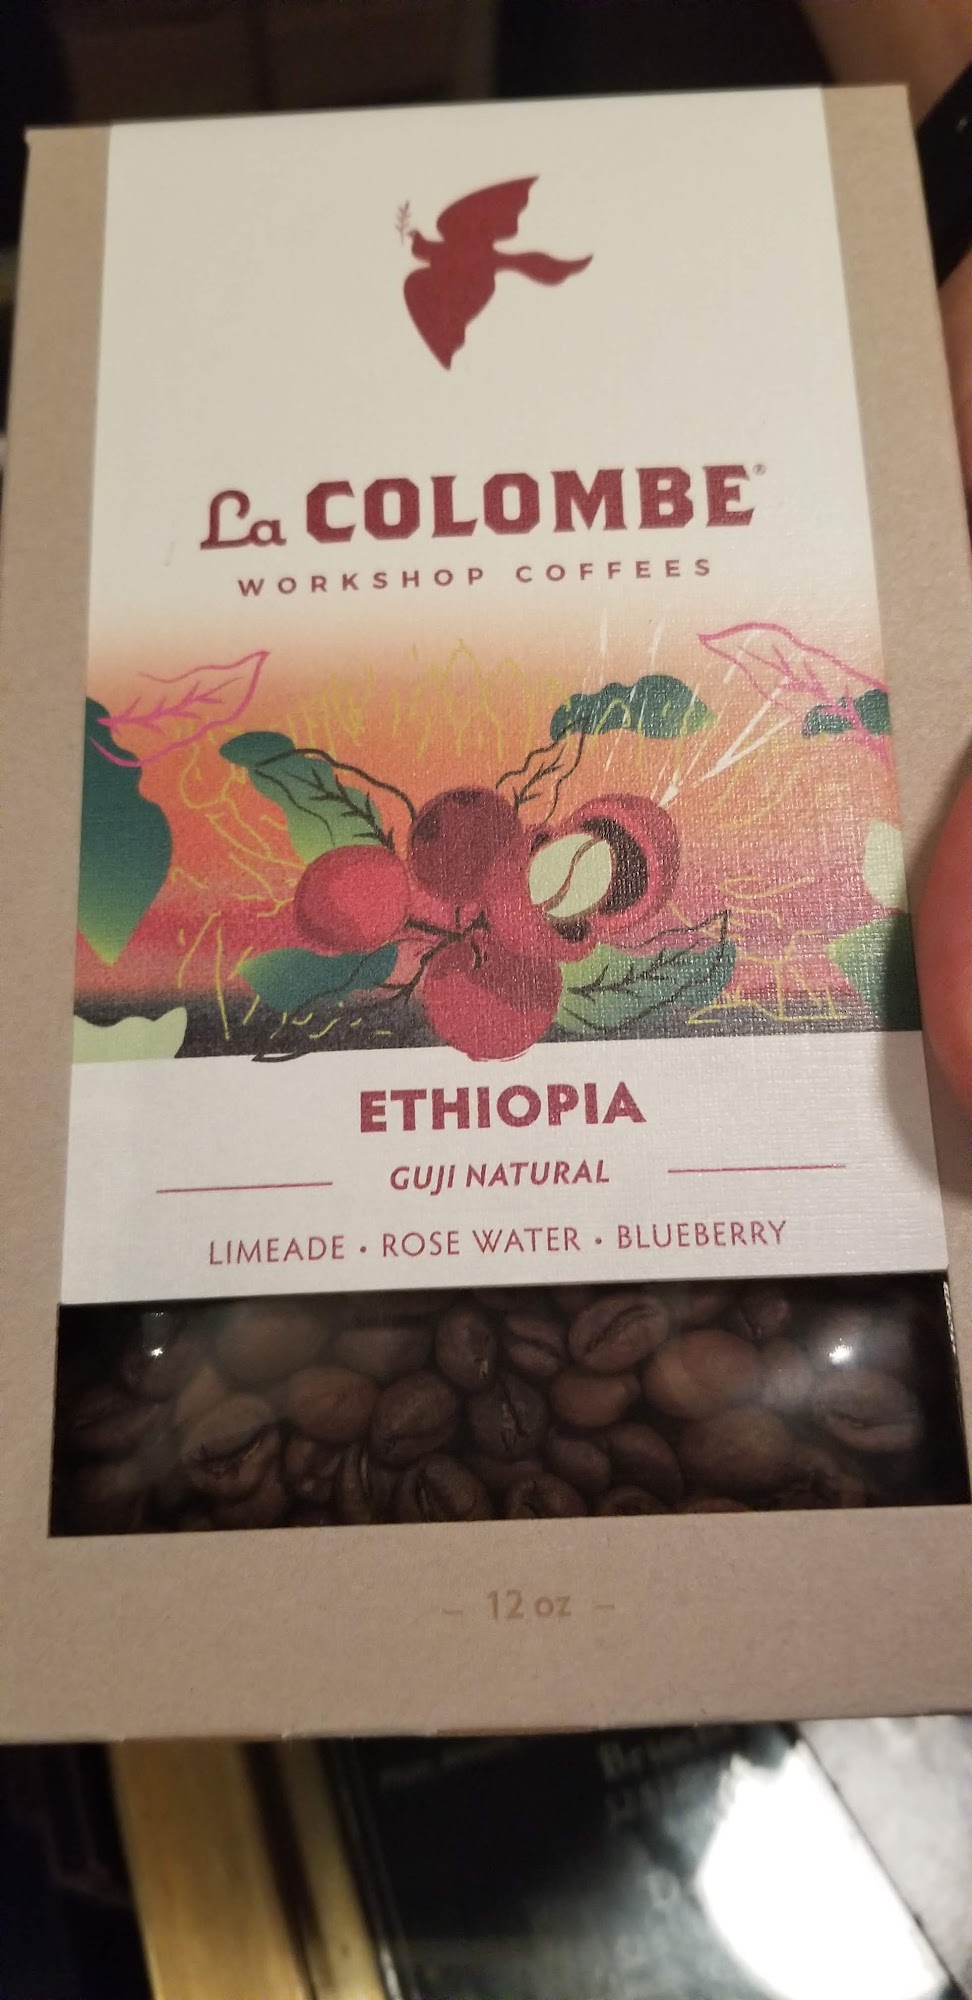 La COLOMBE®
WORKSHOP COFFEES
ETHIOPIA
GUJI NATURAL
LIMEADE • ROSE WATER • BLUEBERRY
– 12 oz –